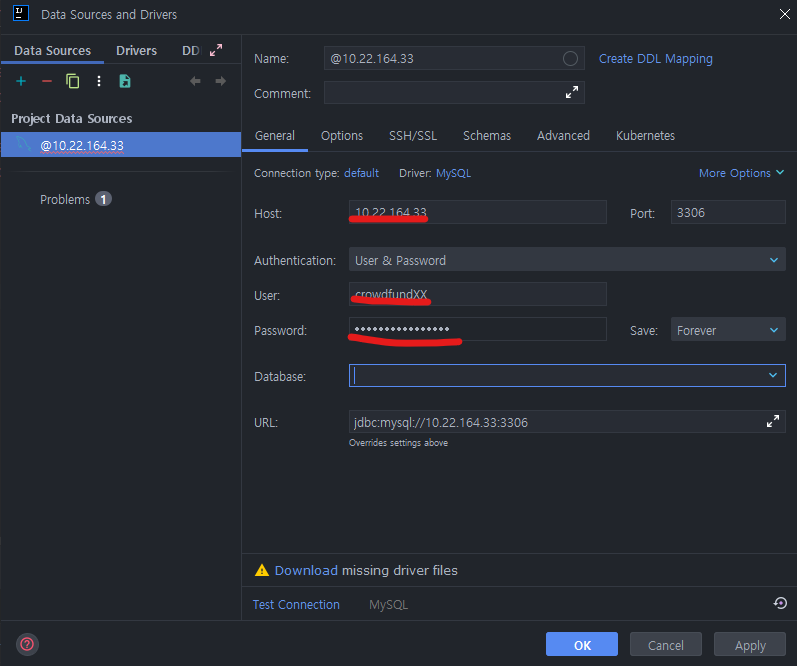 Data Sources and Drivers
Data Sources Drivers DD
Name: @10.22.164.33 Create DDL Mapping
Comment:
Project Data Sources
@10.22.164.33
Problems 1
General Options SSH/SSL Schemas Advanced Kubernetes
Connection type: default Driver: MySQL More Options
Host: 10.22.164.33 Port: 3306
Authentication: User & Password
User: crowdfundXX
Password: •••••••••••••••• Save: Forever
Database:
URL: jdbc:mysql://10.22.164.33:3306
Overrides settings above
Download missing driver files
Test Connection MySQL
OK Cancel Apply